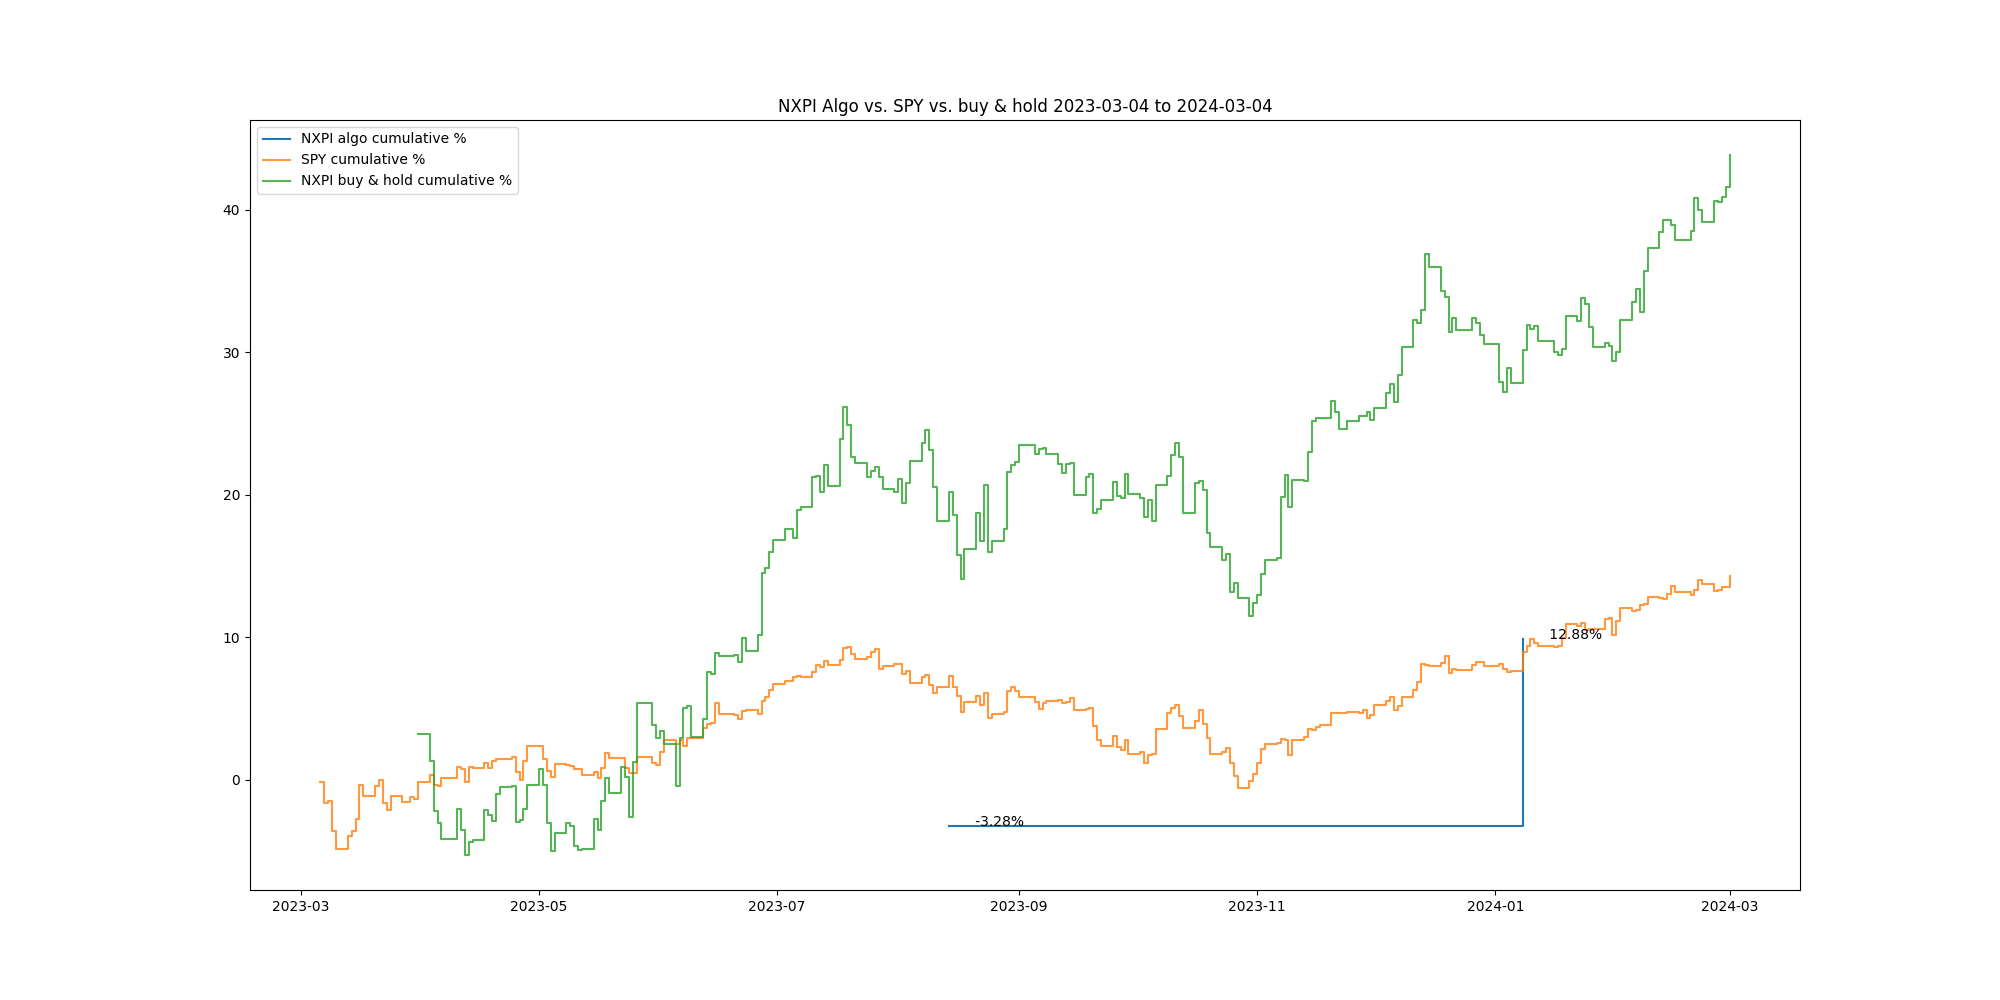 NXPI Algo vs. SPY vs. buy & hold 2023-03-04 to 2024-03-04
NXPI algo cumulative %
SPY cumulative %
NXPI buy & hold cumulative %
40
30
20
10
12.88%
0
-3.28%
2023-03 2023-05 2023-07 2023-09 2023-11 2024-01 2024-03